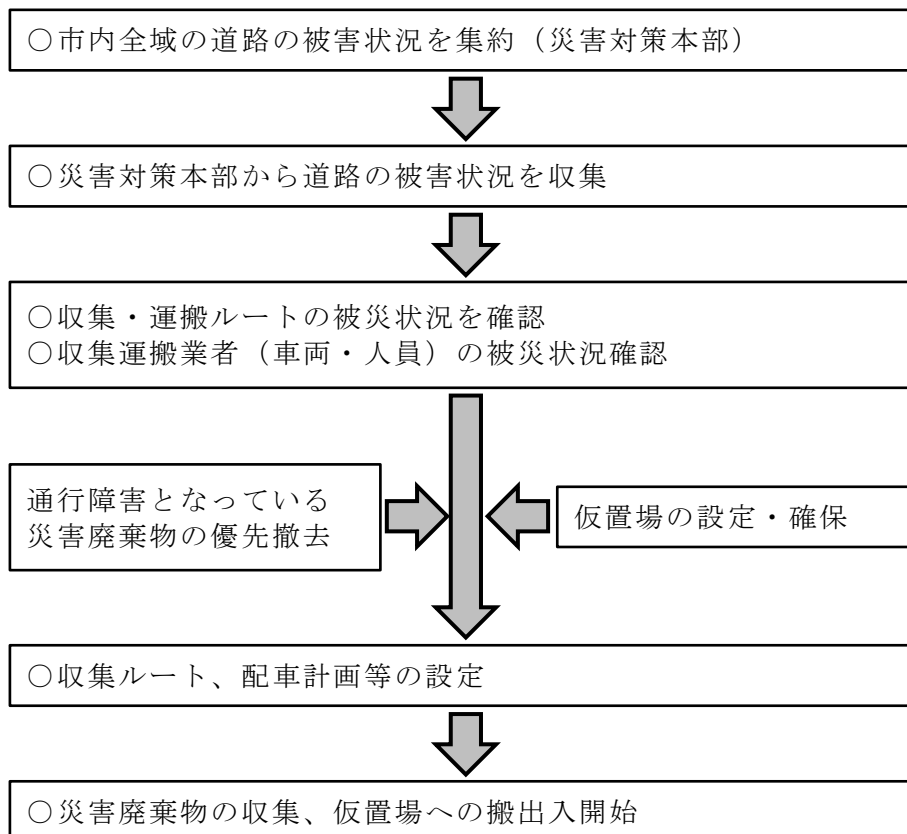 ○市内全域の道路の被害状況を集約（災害対策本部）
○災害対策本部から道路の被害状況を収集
○収集・運搬ルートの被災状況を確認
○収集運搬業者（車両・人員）の被災状況確認
通行障害となっている
災害廃棄物の優先撤去
仮置場の設定・確保
○収集ルート、配車計画等の設定
○災害廃棄物の収集、仮置場への搬出入開始